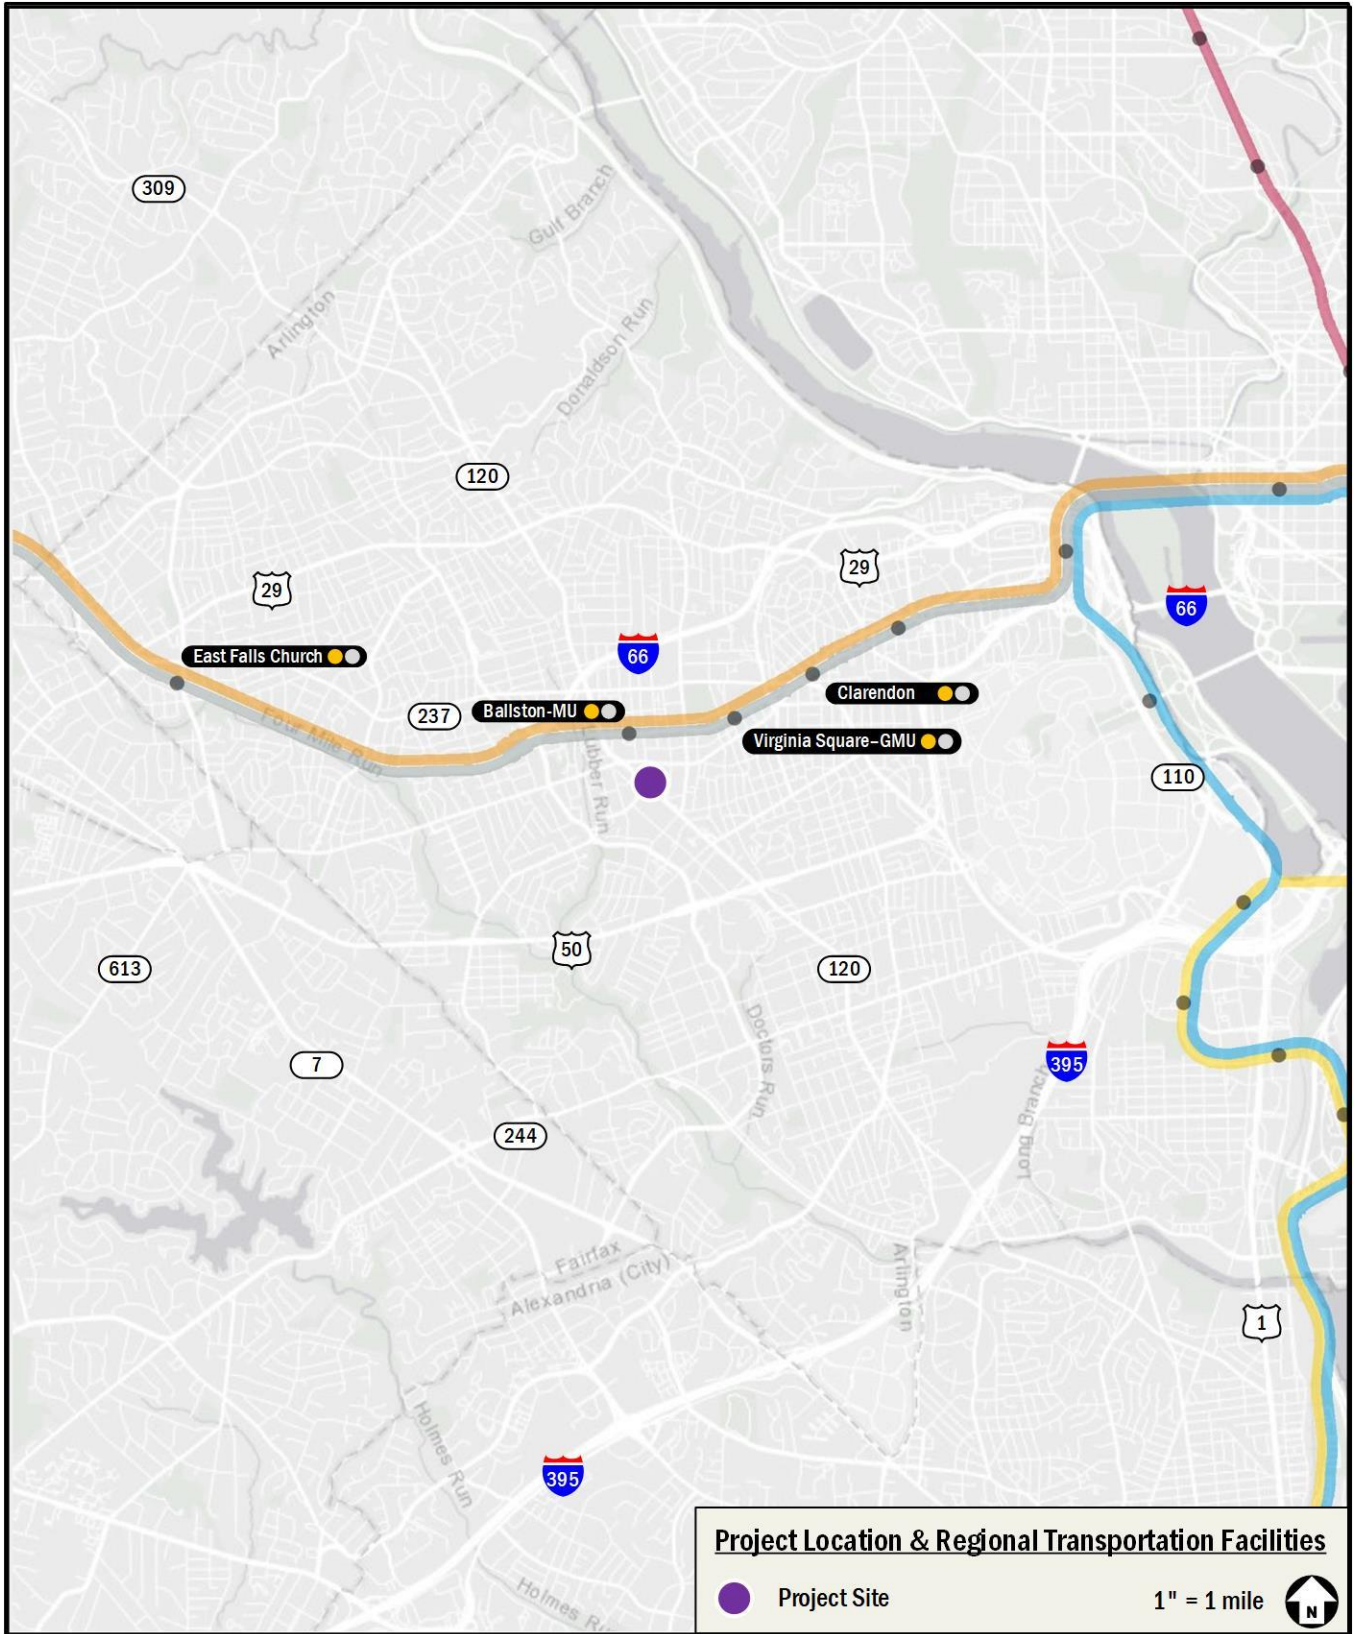 309
Gulf Branch
Arlington
Donaldson Run
120
29
29
66
66
East Falls Church
237
Ballston-MU
Clarendon
Virginia Square–GMU
Four Mile Run
Lubber Run
110
50
613
120
Doctors Run
7
395
Long Branch
244
Fairfax
Alexandria (City)
Arlington
1
Holmes Run
395
Project Location & Regional Transportation Facilities
Project Site
1" = 1 mile
N
Holmes